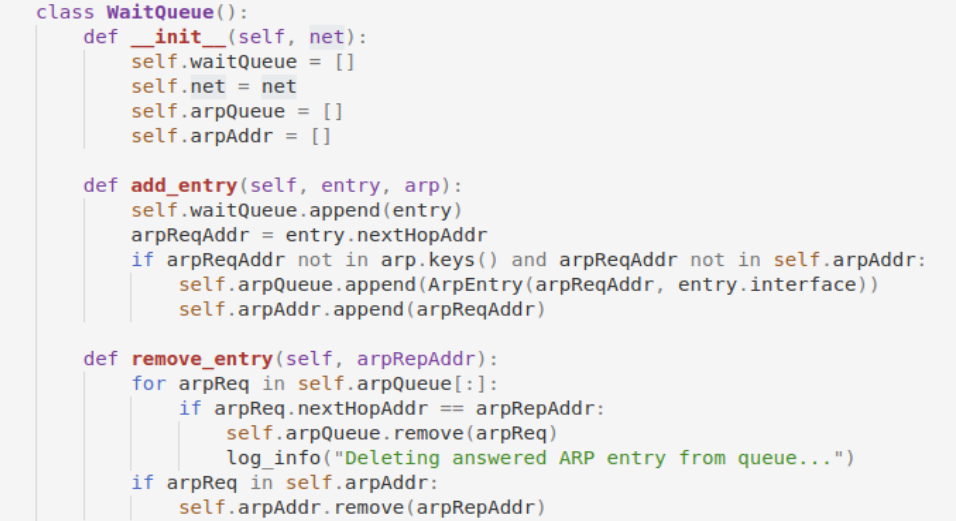 class WaitQueue():
    def __init__(self, net):
        self.waitQueue = []
        self.net = net
        self.arpQueue = []
        self.arpAddr = []

    def add_entry(self, entry, arp):
        self.waitQueue.append(entry)
        arpReqAddr = entry.nextHopAddr
        if arpReqAddr not in arp.keys() and arpReqAddr not in self.arpAddr:
            self.arpQueue.append(ArpEntry(arpReqAddr, entry.interface))
            self.arpAddr.append(arpReqAddr)

    def remove_entry(self, arpRepAddr):
        for arpReq in self.arpQueue[:]:
            if arpReq.nextHopAddr == arpRepAddr:
                self.arpQueue.remove(arpReq)
                log_info("Deleting answered ARP entry from queue...")
        if arpReq in self.arpAddr:
            self.arpAddr.remove(arpRepAddr)